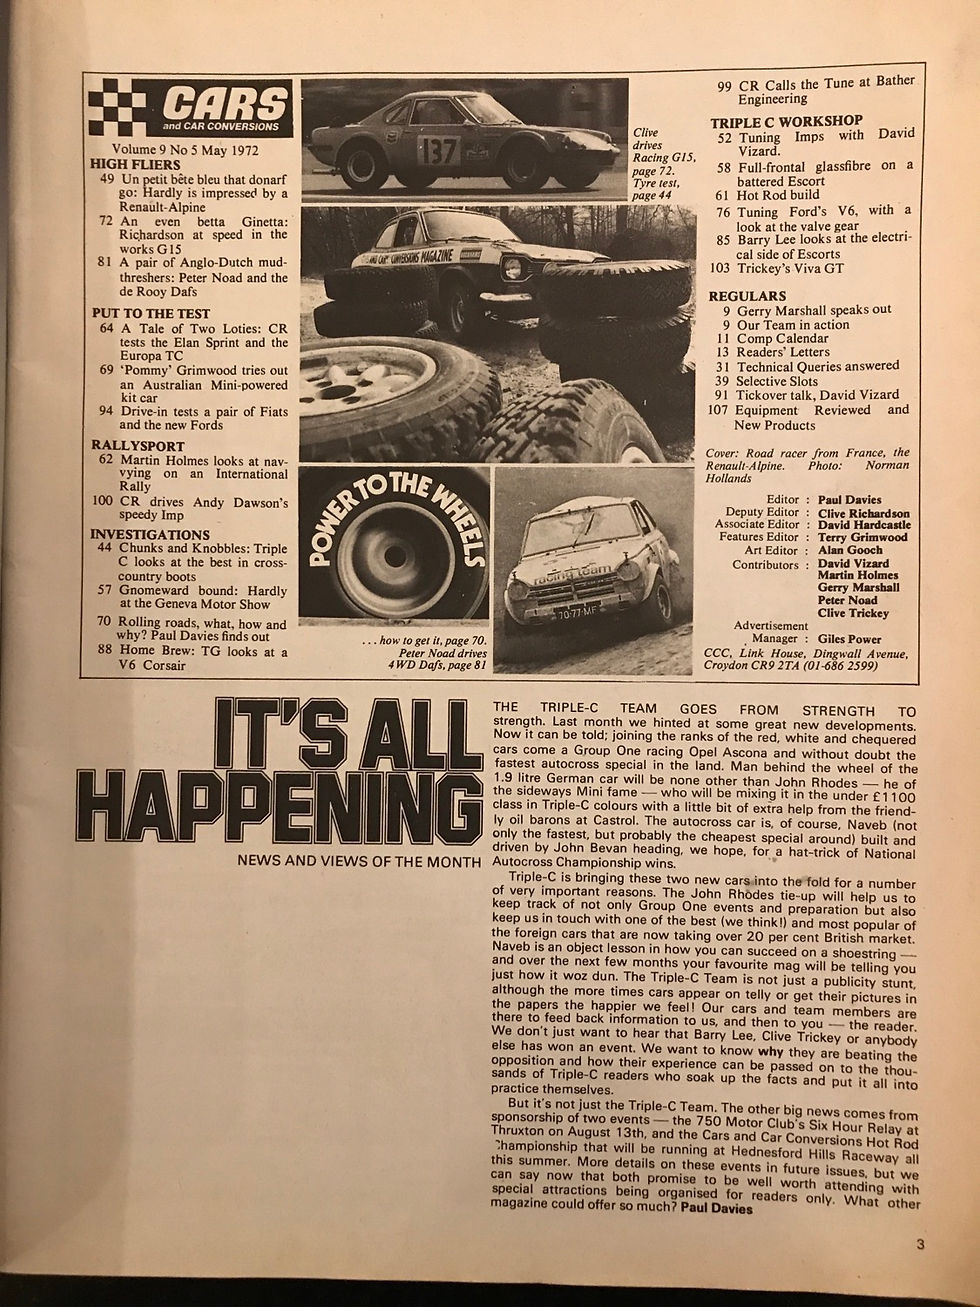 CARS
and CAR CONVERSIONS
Volume 9 No 5 May 1972
HIGH FLIERS
49 Un petit bête bleu that donarf
go: Hardly is impressed by a
Renault-Alpine
72 An even betta Ginetta:
Richardson at speed in the
works G15
81 A pair of Anglo-Dutch mud-
threshers: Peter Noad and the
de Rooy Dafs
PUT TO THE TEST
64 A Tale of Two Loties: CR
tests the Elan Sprint and the
Europa TC
69 'Pommy' Grimwood tries out
an Australian Mini-powered
kit car
94 Drive-in tests a pair of Fiats
and the new Fords
RALLYSPORT
62 Martin Holmes looks at nav-
vying on an International
Rally
100 CR drives Andy Dawson's
speedy Imp
INVESTIGATIONS
44 Chunks and Knobbles: Triple
C looks at the best in cross-
country boots
57 Gnomeward bound: Hardly
at the Geneva Motor Show
70 Rolling roads, what, how and
why? Paul Davies finds out
88 Home Brew: TG looks at a
V6 Corsair
137
Clive
drives
Racing G15,
page 72.
Tyre test,
page 44
AND CAR CONVERSIONS MAGAZINE
POWER TO THE WHEELS
racing team
70-77-MF
. . . how to get it, page 70.
Peter Noad drives
4WD Dafs, page 81
99 CR Calls the Tune at Bather
Engineering
TRIPLE C WORKSHOP
52 Tuning Imps with David
Vizard.
58 Full-frontal glassfibre on a
battered Escort
61 Hot Rod build
76 Tuning Ford's V6, with a
look at the valve gear
85 Barry Lee looks at the electri-
cal side of Escorts
103 Trickey's Viva GT
REGULARS
9 Gerry Marshall speaks out
9 Our Team in action
11 Comp Calendar
13 Readers' Letters
31 Technical Queries answered
39 Selective Slots
91 Tickover talk, David Vizard
107 Equipment Reviewed and
New Products
Cover: Road racer from France, the
Renault-Alpine. Photo: Norman
Hollands
Editor : Paul Davies
Deputy Editor : Clive Richardson
Associate Editor : David Hardcastle
Features Editor : Terry Grimwood
Art Editor : Alan Gooch
Contributors : David Vizard
Martin Holmes
Gerry Marshall
Peter Noad
Clive Trickey
Advertisement
Manager : Giles Power
CCC, Link House, Dingwall Avenue,
Croydon CR9 2TA (01-686 2599)
IT'S ALL
HAPPENING
NEWS AND VIEWS OF THE MONTH
THE TRIPLE-C TEAM GOES FROM STRENGTH TO
strength. Last month we hinted at some great new developments.
Now it can be told; joining the ranks of the red, white and chequered
cars come a Group One racing Opel Ascona and without doubt the
fastest autocross special in the land. Man behind the wheel of the
1.9 litre German car will be none other than John Rhodes — he of
the sideways Mini fame — who will be mixing it in the under £1100
class in Triple-C colours with a little bit of extra help from the friend-
ly oil barons at Castrol. The autocross car is, of course, Naveb (not
only the fastest, but probably the cheapest special around) built and
driven by John Bevan heading, we hope, for a hat-trick of National
Autocross Championship wins.
Triple-C is bringing these two new cars into the fold for a number
of very important reasons. The John Rhodes tie-up will help us to
keep track of not only Group One events and preparation but also
keep us in touch with one of the best (we think!) and most popular of
the foreign cars that are now taking over 20 per cent British market.
Naveb is an object lesson in how you can succeed on a shoestring —
and over the next few months your favourite mag will be telling you
just how it woz dun. The Triple-C Team is not just a publicity stunt,
although the more times cars appear on telly or get their pictures in
the papers the happier we feel! Our cars and team members are
there to feed back information to us, and then to you — the reader.
We don't just want to hear that Barry Lee, Clive Trickey or anybody
else has won an event. We want to know why they are beating the
opposition and how their experience can be passed on to the thou-
sands of Triple-C readers who soak up the facts and put it all into
practice themselves.
But it's not just the Triple-C Team. The other big news comes from
sponsorship of two events — the 750 Motor Club's Six Hour Relay at
Thruxton on August 13th, and the Cars and Car Conversions Hot Rod
Championship that will be running at Hednesford Hills Raceway all
this summer. More details on these events in future issues, but we
can say now that both promise to be well worth attending with
special attractions being organised for readers only. What other
magazine could offer so much? Paul Davies
3